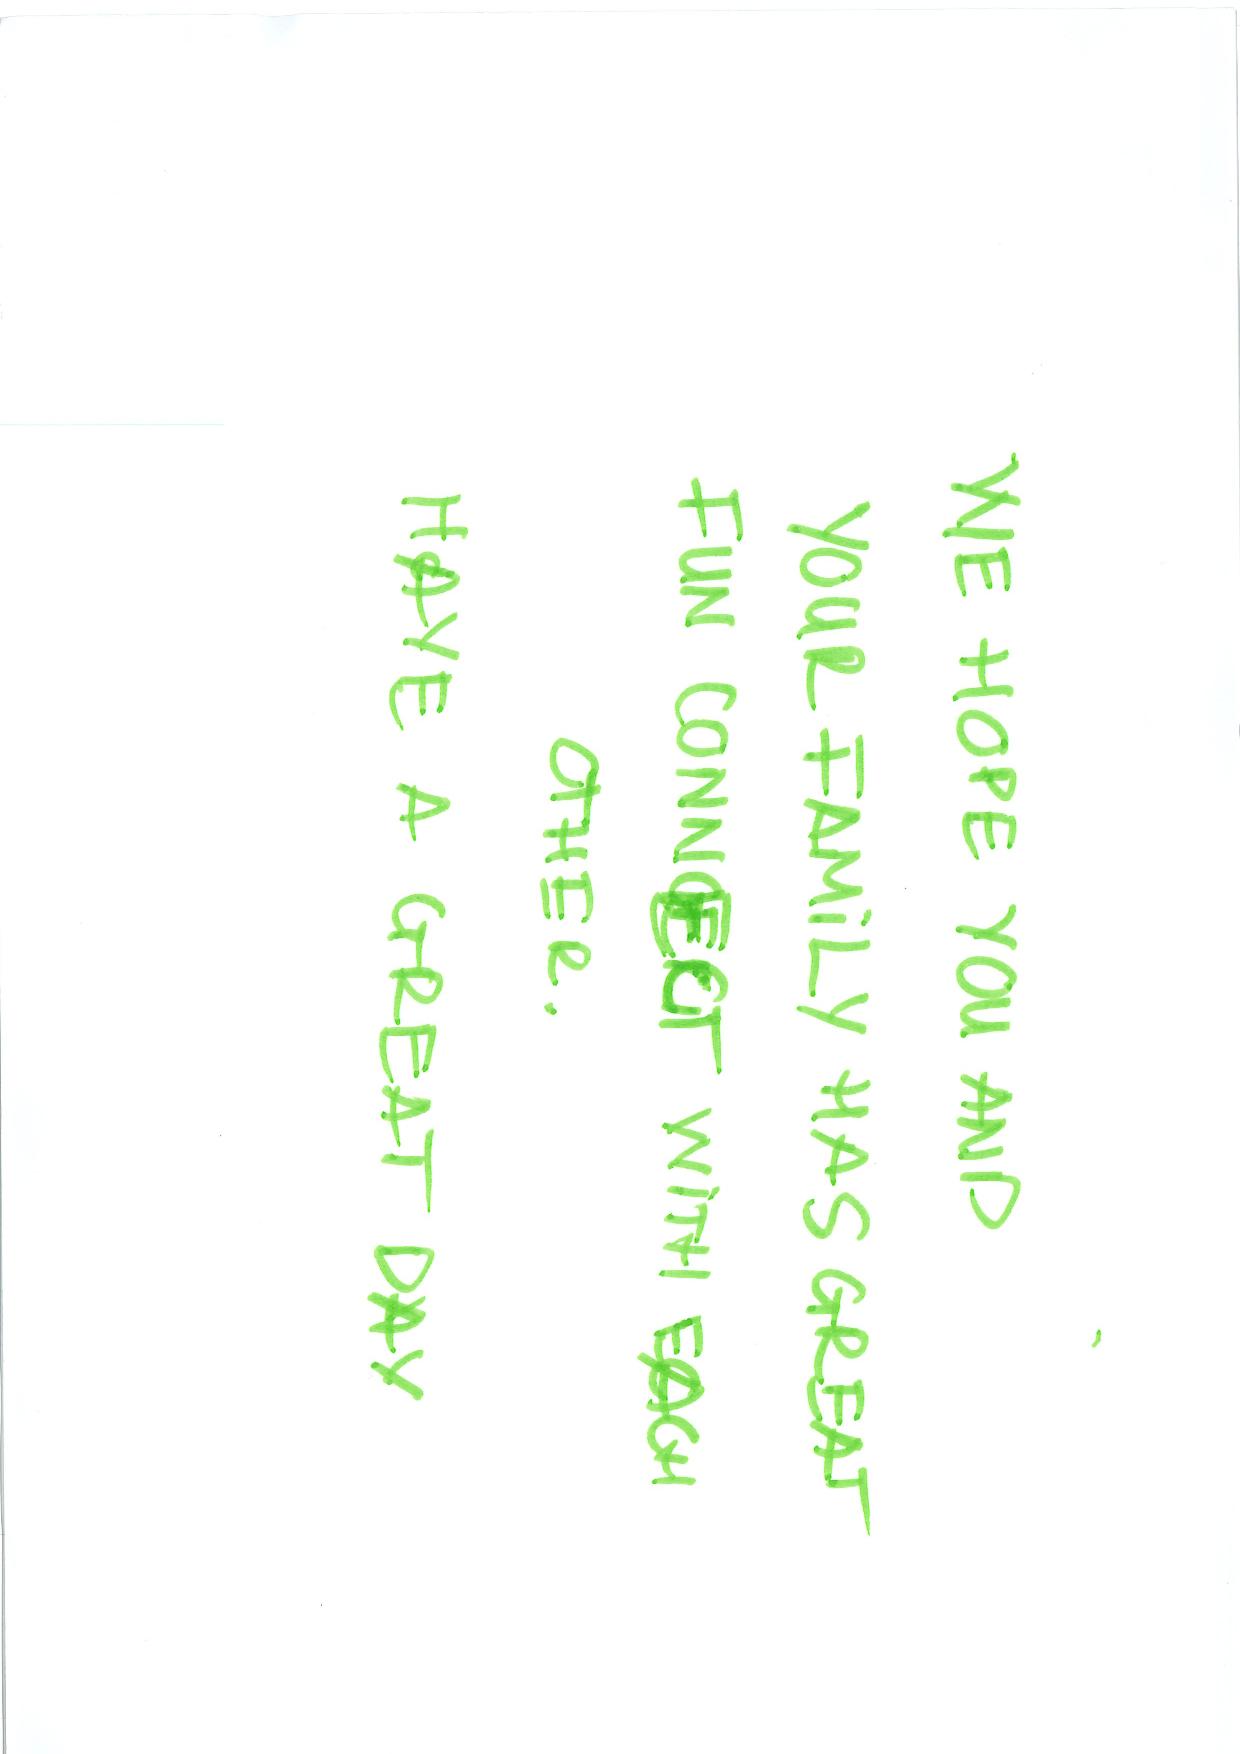 WE HOPE YOU AND
YOUR FAMiLY HAS GREAT
FUN CONNECT WiTH EACH
OTHER.
HAVE A GREAT DAY